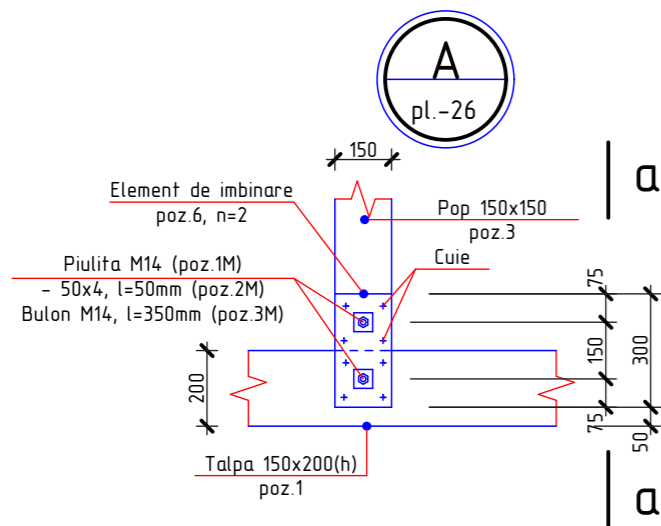 A
pl.-26
150
a
Element de imbinare
poz.6, n=2
Pop 150x150
poz.3
Piulita M14 (poz.1M)
- 50x4, l=50mm (poz.2M)
Bulon M14, l=350mm (poz.3M)
Cuie
75
150
300
75
50
200
Talpa 150x200(h)
poz.1
a